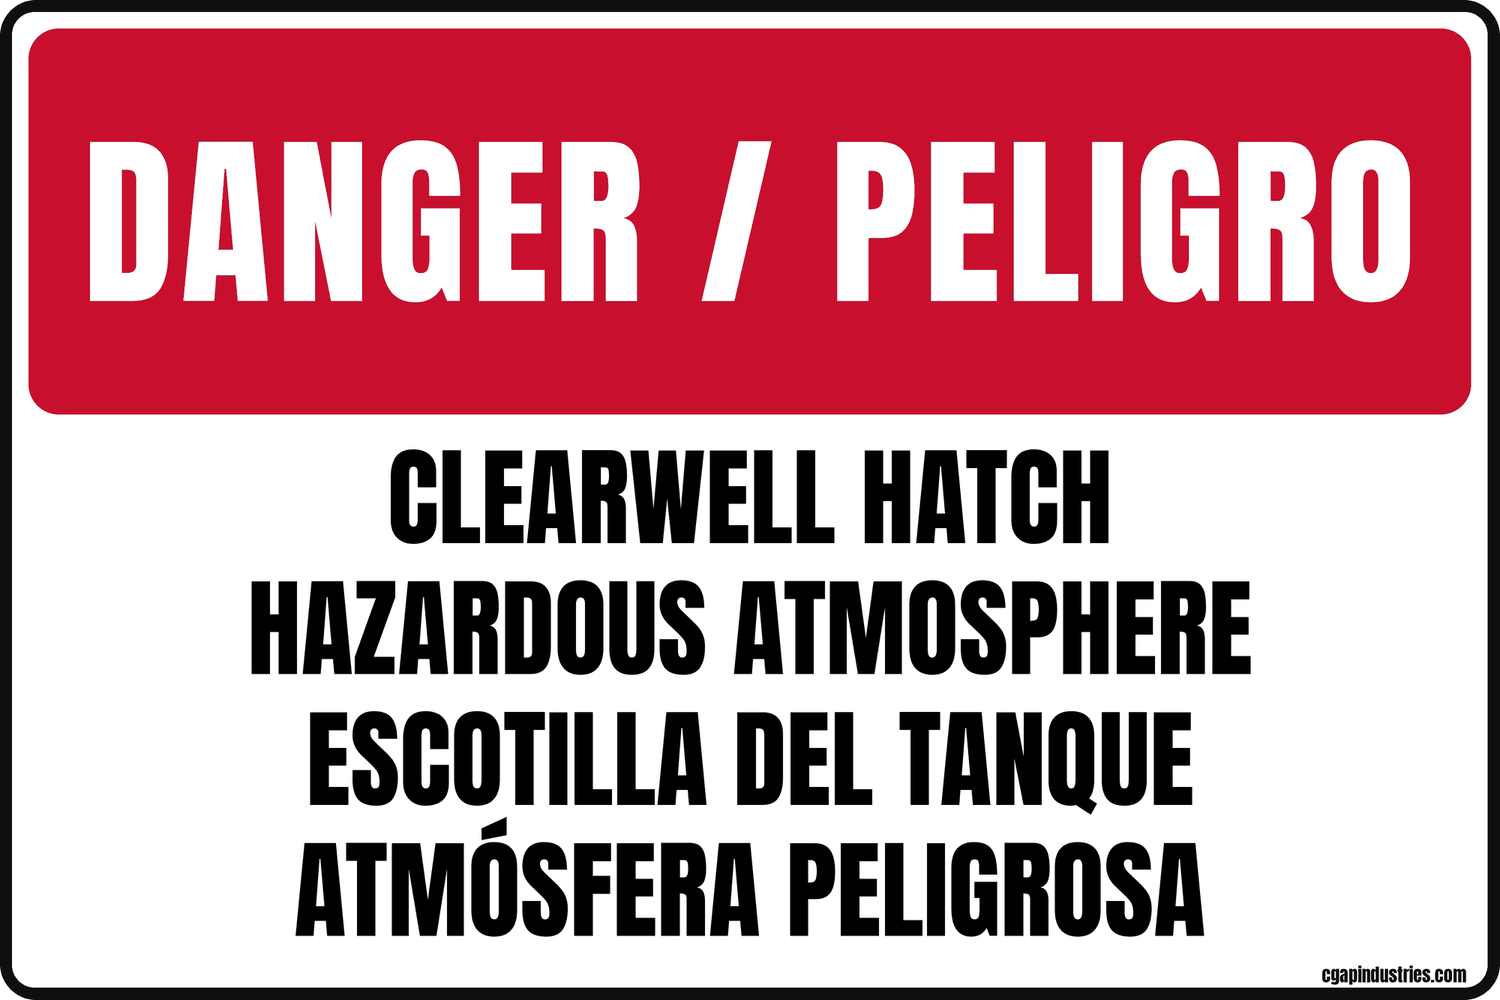 DANGER / PELIGRO
CLEARWELL HATCH
HAZARDOUS ATMOSPHERE
ESCOTILLA DEL TANQUE
ATMÓSFERA PELIGROSA
cgapindustries.com